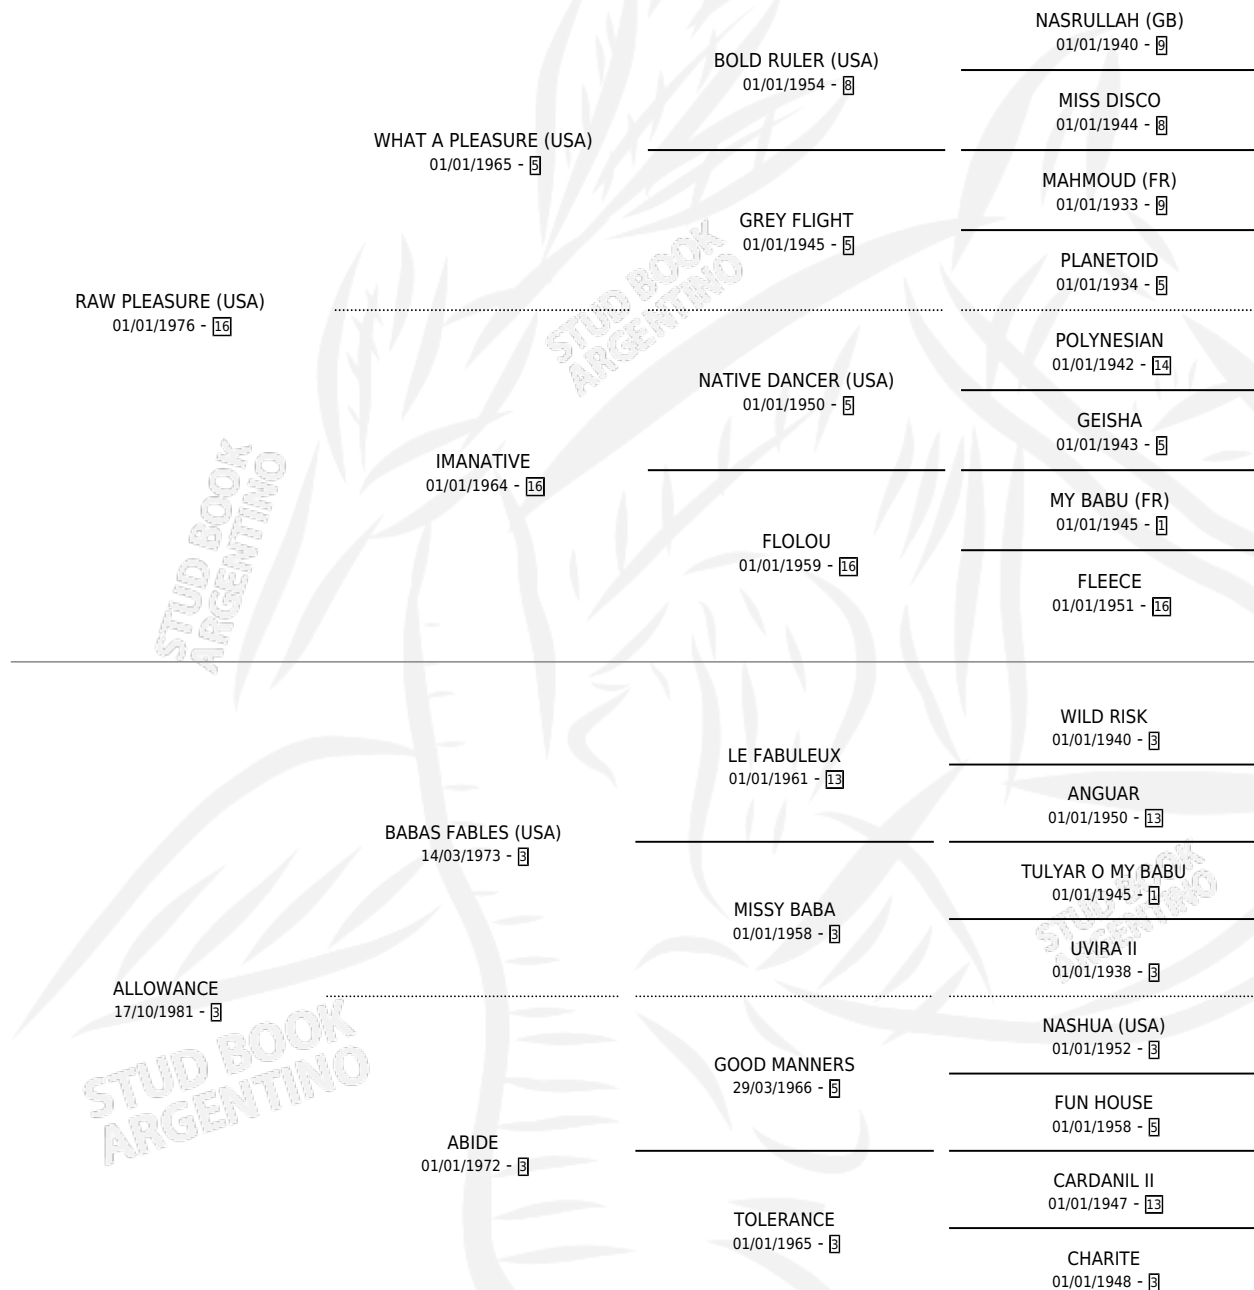 NASRULLAH (GB)
01/01/1940 - 9
BOLD RULER (USA)
01/01/1954 - 8
MISS DISCO
01/01/1944 - 8
WHAT A PLEASURE (USA)
01/01/1965 - 5
MAHMOUD (FR)
01/01/1933 - 9
GREY FLIGHT
01/01/1945 - 5
PLANETOID
01/01/1934 - 5
RAW PLEASURE (USA)
01/01/1976 - 16
POLYNESIAN
01/01/1942 - 14
NATIVE DANCER (USA)
01/01/1950 - 5
GEISHA
01/01/1943 - 5
IMANATIVE
01/01/1964 - 16
MY BABU (FR)
01/01/1945 - 1
FLOLOU
01/01/1959 - 16
FLEECE
01/01/1951 - 16
WILD RISK
01/01/1940 - 3
LE FABULEUX
01/01/1961 - 13
ANGUAR
01/01/1950 - 13
BABAS FABLES (USA)
14/03/1973 - 3
TULYAR O MY BABU
01/01/1945 - 1
MISSY BABA
01/01/1958 - 3
UVIRA II
01/01/1938 - 3
ALLOWANCE
17/10/1981 - 3
NASHUA (USA)
01/01/1952 - 3
GOOD MANNERS
29/03/1966 - 5
FUN HOUSE
01/01/1958 - 5
ABIDE
01/01/1972 - 3
CARDANIL II
01/01/1947 - 13
TOLERANCE
01/01/1965 - 3
CHARITE
01/01/1948 - 3
STUD BOOK
ARGENTINO
STUD BOOK
ARGENTINO
STUD BOOK
ARGENTINO
STUD BOOK
ARGENTINO